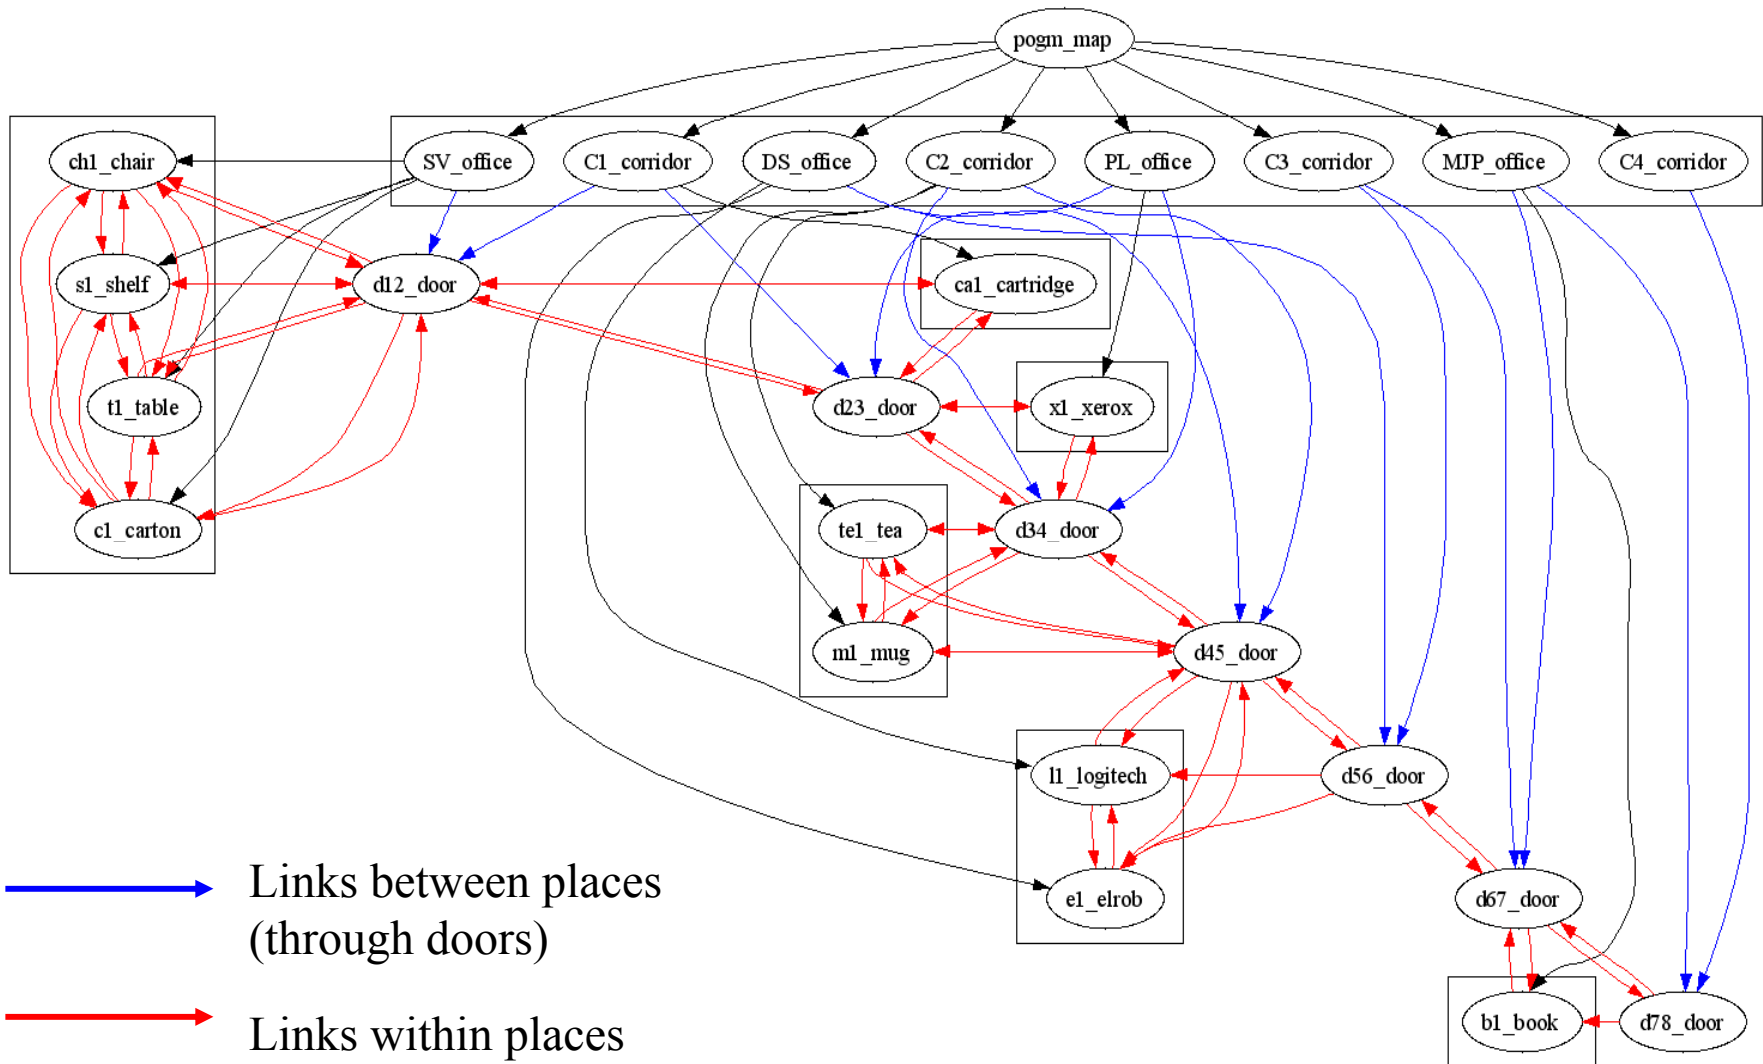 pogm_map
ch1_chair
SV_office
C1_corridor
DS_office
C2_corridor
PL_office
C3_corridor
MJP_office
C4_corridor
s1_shelf
d12_door
ca1_cartridge
t1_table
d23_door
x1_xerox
c1_carton
te1_tea
d34_door
m1_mug
d45_door
l1_logitech
d56_door
e1_elrob
d67_door
b1_book
d78_door
Links between places
(through doors)
Links within places